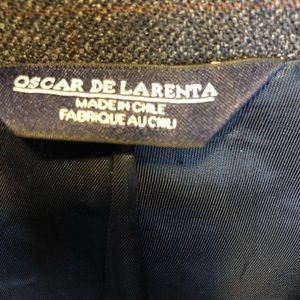 OSCAR DE LA RENTA
MADE IN CHILE
FABRIQUE AU CHILI